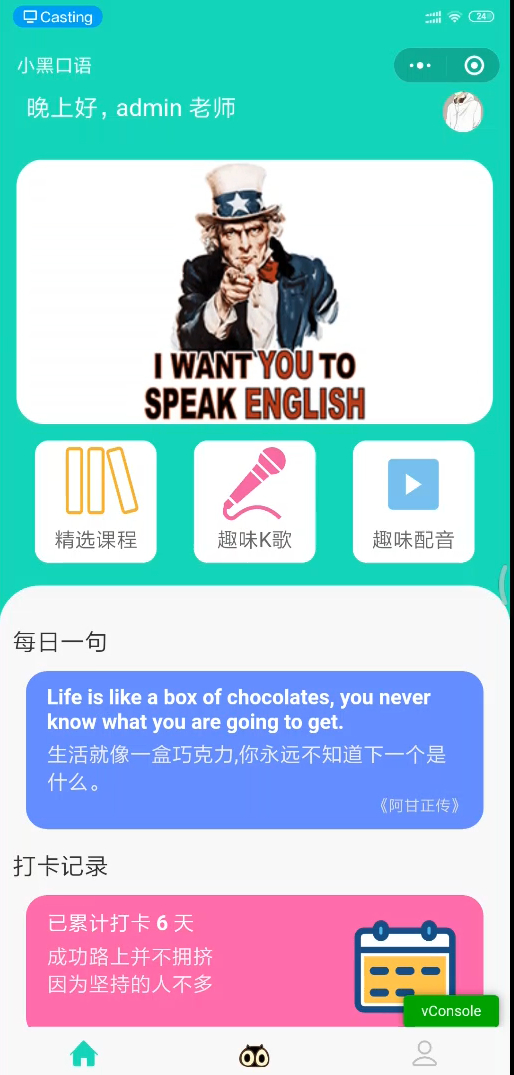 Casting
24
小黑口语
晚上好，admin 老师
I WANT YOU TO
SPEAK ENGLISH
精选课程
趣味K歌
趣味配音
每日一句
Life is like a box of chocolates, you never
know what you are going to get.
生活就像一盒巧克力,你永远不知道下一个是
什么。
《阿甘正传》
打卡记录
已累计打卡 6 天
成功路上并不拥挤
因为坚持的人不多
vConsole